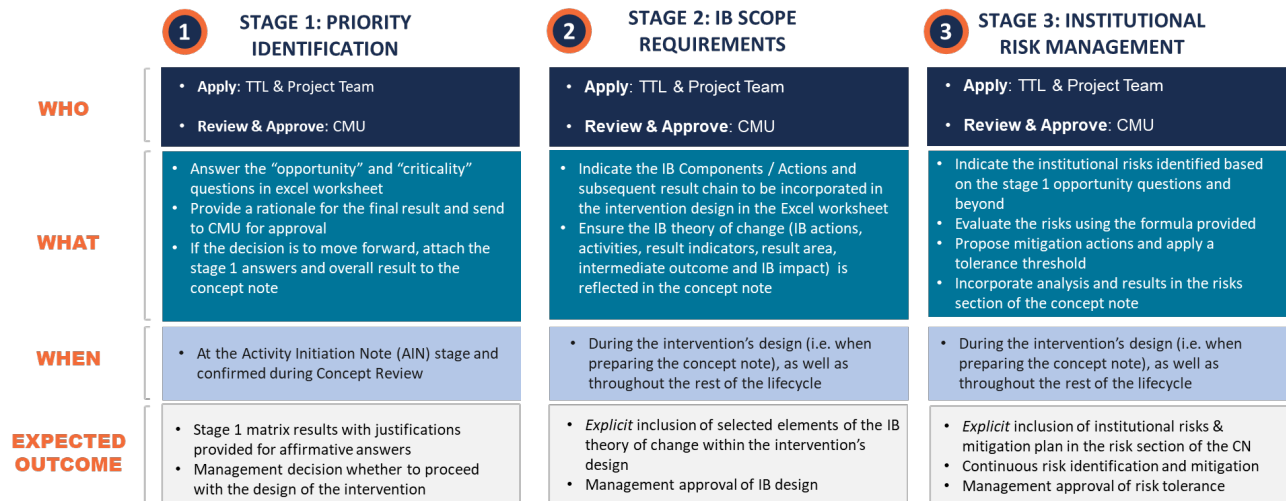 1
STAGE 1: PRIORITY
IDENTIFICATION
2
STAGE 2: IB SCOPE
REQUIREMENTS
3
STAGE 3: INSTITUTIONAL
RISK MANAGEMENT
WHO
• Apply: TTL & Project Team
• Review & Approve: CMU
• Apply: TTL & Project Team
• Review & Approve: CMU
• Apply: TTL & Project Team
• Review & Approve: CMU
WHAT
• Answer the “opportunity” and “criticality”
questions in excel worksheet
• Provide a rationale for the final result and send
to CMU for approval
• If the decision is to move forward, attach the
stage 1 answers and overall result to the
concept note
• Indicate the IB Components / Actions and
subsequent result chain to be incorporated in
the intervention design in the Excel worksheet
• Ensure the IB theory of change (IB actions,
activities, result indicators, result area,
intermediate outcome and IB impact) is
reflected in the concept note
• Indicate the institutional risks identified based
on the stage 1 opportunity questions and
beyond
• Evaluate the risks using the formula provided
• Propose mitigation actions and apply a
tolerance threshold
• Incorporate analysis and results in the risks
section of the concept note
WHEN
• At the Activity Initiation Note (AIN) stage and
confirmed during Concept Review
• During the intervention’s design (i.e. when
preparing the concept note), as well as
throughout the rest of the lifecycle
• During the intervention’s design (i.e. when
preparing the concept note), as well as
throughout the rest of the lifecycle
EXPECTED
OUTCOME
• Stage 1 matrix results with justifications
provided for affirmative answers
• Management decision whether to proceed
with the design of the intervention
• Explicit inclusion of selected elements of the IB
theory of change within the intervention’s
design
• Management approval of IB design
• Explicit inclusion of institutional risks &
mitigation plan in the risk section of the CN
• Continuous risk identification and mitigation
• Management approval of risk tolerance